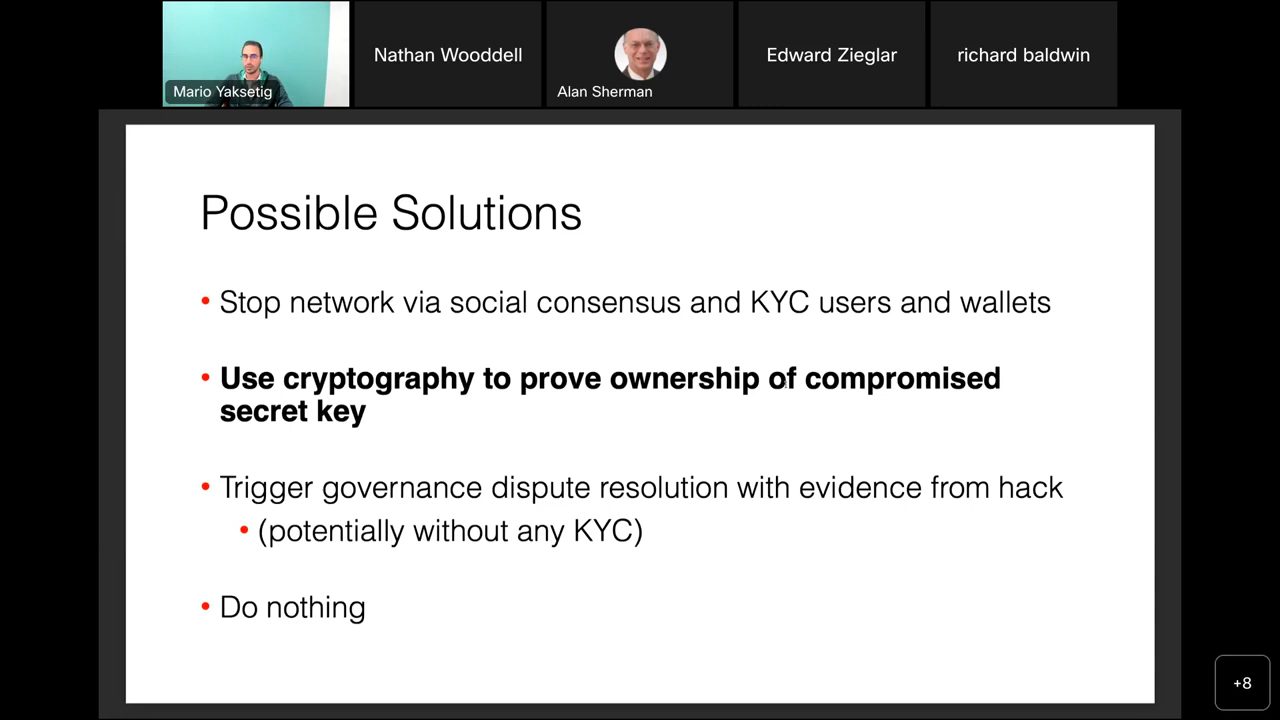 Mario Yaksetig
Nathan Wooddell
Alan Sherman
Edward Zieglar
richard baldwin
Possible Solutions
• Stop network via social consensus and KYC users and wallets
• Use cryptography to prove ownership of compromised
secret key
• Trigger governance dispute resolution with evidence from hack
• (potentially without any KYC)
• Do nothing
+8